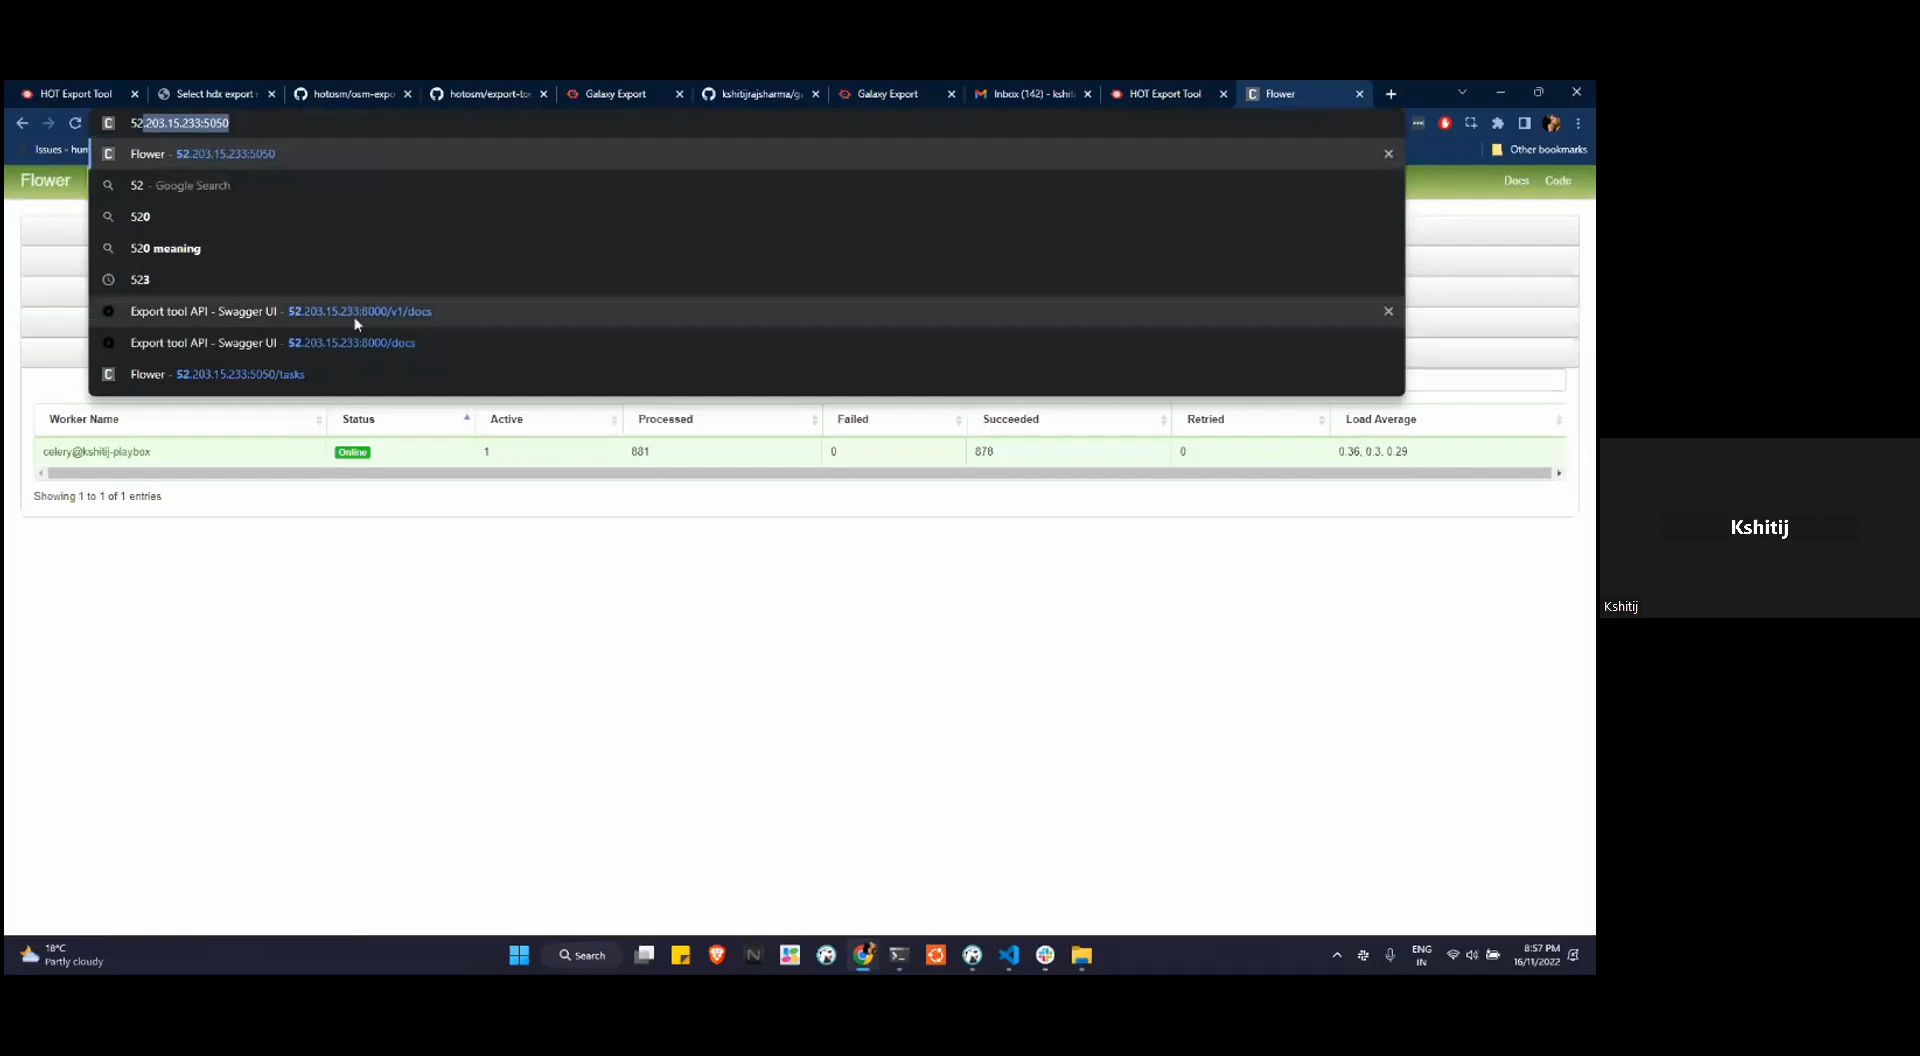 HOT Export Tool
Select hdx export r
hotosm/osm-expo
hotosm/export-to
Galaxy Export
kshitijrajsharma/g
Galaxy Export
Inbox (142) - kshiti
HOT Export Tool
Flower
52.203.15.233:5050
Issues - hum
Flower - 52.203.15.233:5050
Other bookmarks
Flower
52 - Google Search
Docs
Code
520
520 meaning
523
Export tool API - Swagger UI - 52.203.15.233:8000/v1/docs
Export tool API - Swagger UI - 52.203.15.233:8000/docs
Flower - 52.203.15.233:5050/tasks
Worker Name Status Active Processed Failed Succeeded Retried Load Average
celery@kshitij-playbox Online 1 881 0 878 0 0.36, 0.3, 0.29
Showing 1 to 1 of 1 entries
Kshitij
Kshitij
18°C
Partly cloudy
Search
ENG
IN
8:57 PM
16/11/2022